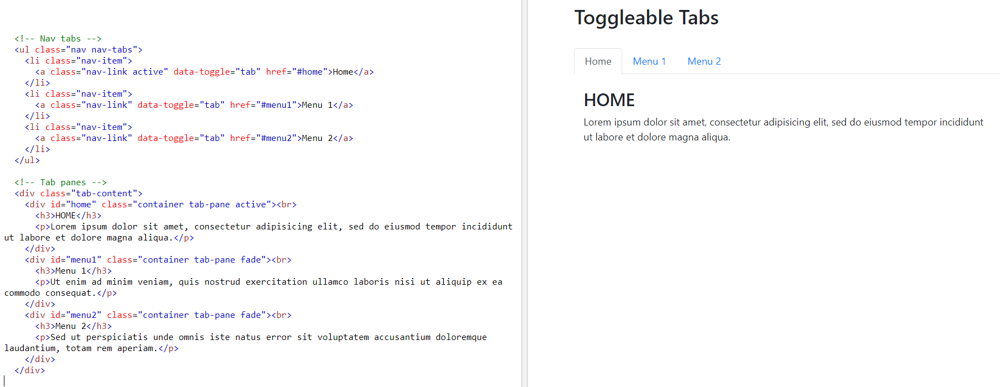 <!-- Nav tabs -->
<ul class="nav nav-tabs">
<li class="nav-item">
<a class="nav-link active" data-toggle="tab" href="#home">Home</a>
</li>
<li class="nav-item">
<a class="nav-link" data-toggle="tab" href="#menu1">Menu 1</a>
</li>
<li class="nav-item">
<a class="nav-link" data-toggle="tab" href="#menu2">Menu 2</a>
</li>
</ul>
<!-- Tab panes -->
<div class="tab-content">
<div id="home" class="container tab-pane active"><br>
<h3>HOME</h3>
<p>Lorem ipsum dolor sit amet, consectetur adipisicing elit, sed do eiusmod tempor incididunt
ut labore et dolore magna aliqua.</p>
</div>
<div id="menu1" class="container tab-pane fade"><br>
<h3>Menu 1</h3>
<p>Ut enim ad minim veniam, quis nostrud exercitation ullamco laboris nisi ut aliquip ex ea
commodo consequat.</p>
</div>
<div id="menu2" class="container tab-pane fade"><br>
<h3>Menu 2</h3>
<p>Sed ut perspiciatis unde omnis iste natus error sit voluptatem accusantium doloremque
laudantium, totam rem aperiam.</p>
</div>
</div>
Toggleable Tabs
Home Menu 1 Menu 2
HOME
Lorem ipsum dolor sit amet, consectetur adipisicing elit, sed do eiusmod tempor incididunt
ut labore et dolore magna aliqua.